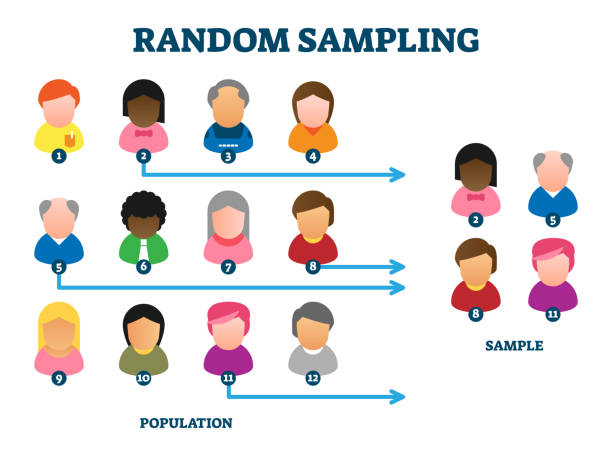 RANDOM SAMPLING
1 2 3 4
2 5
5 6 7 8
8 11
SAMPLE
9 10 11 12
POPULATION